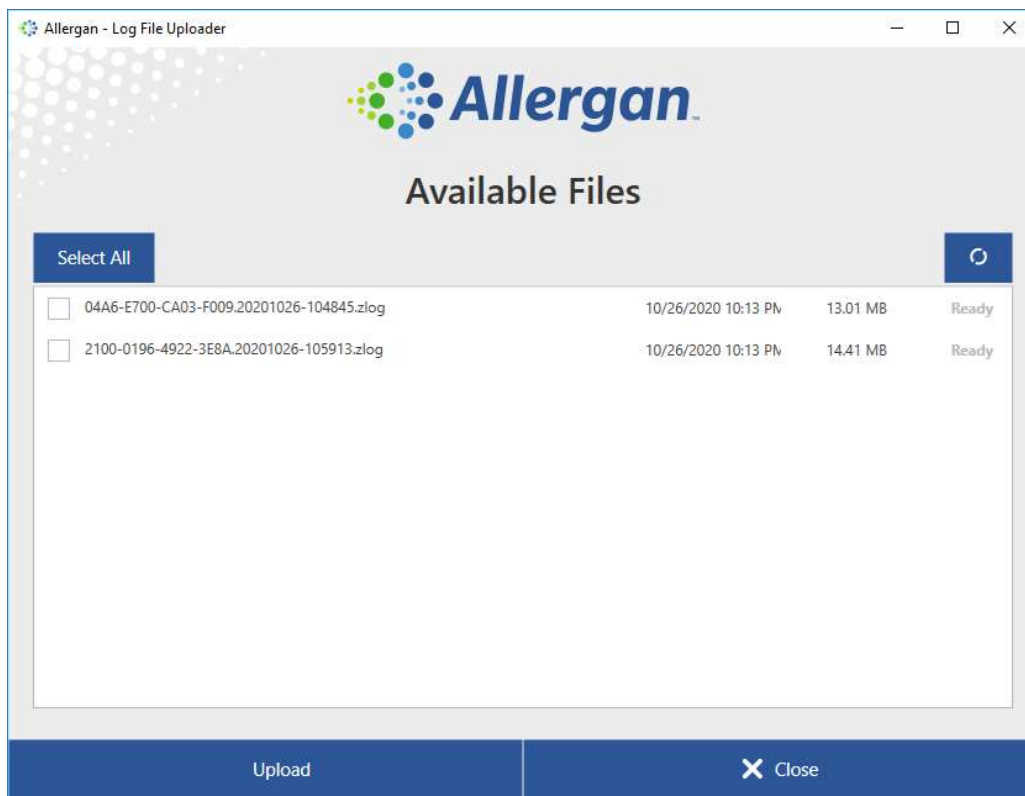 Allergan - Log File Uploader
Allergan™
Available Files
Select All
04A6-E700-CA03-F009.20201026-104845.zlog 10/26/2020 10:13 PM 13.01 MB Ready
2100-0196-4922-3E8A.20201026-105913.zlog 10/26/2020 10:13 PM 14.41 MB Ready
Upload Close